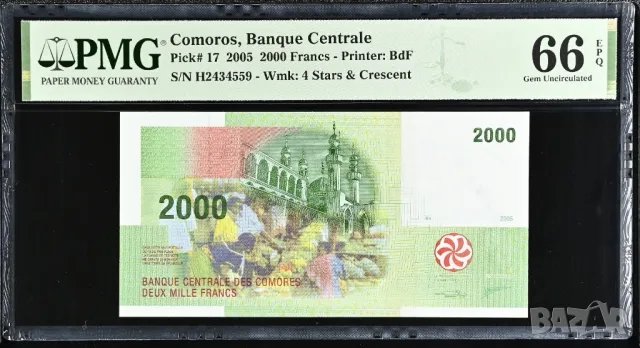 PMG
PAPER MONEY GUARANTY
Comoros, Banque Centrale
Pick# 17 2005 2000 Francs - Printer: BdF
S/N H2434559 - Wmk: 4 Stars & Crescent
66
EPQ
Gem Uncirculated
2000
2000
BANQUE CENTRALE DES COMORES
DEUX MILLE FRANCS
BAZAR